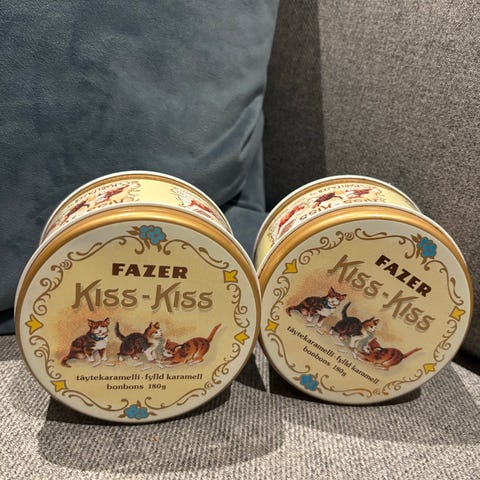 FAZER
KISS-KISS
täytekaramelli · fylld karamell
bonbons 180g
FAZER
KISS-KISS
täytekaramelli · fylld karamell
bonbons 180g